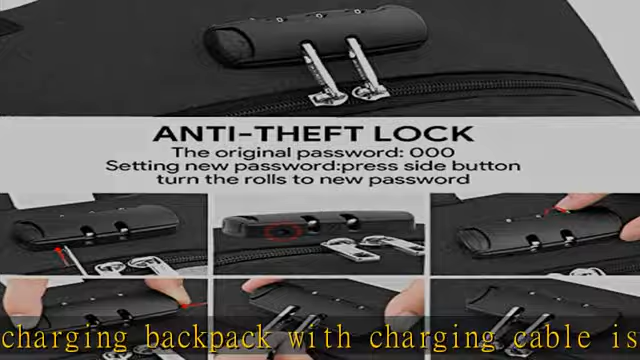 ANTI-THEFT LOCK
The original password: 000
Setting new password:press side button
turn the rolls to new password
charging backpack with charging cable is